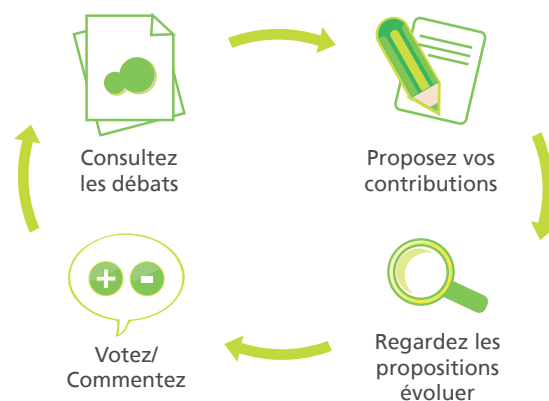 Consultez
les débats
Proposez vos
contributions
Regardez les
propositions
évoluer
Votez/
Commentez